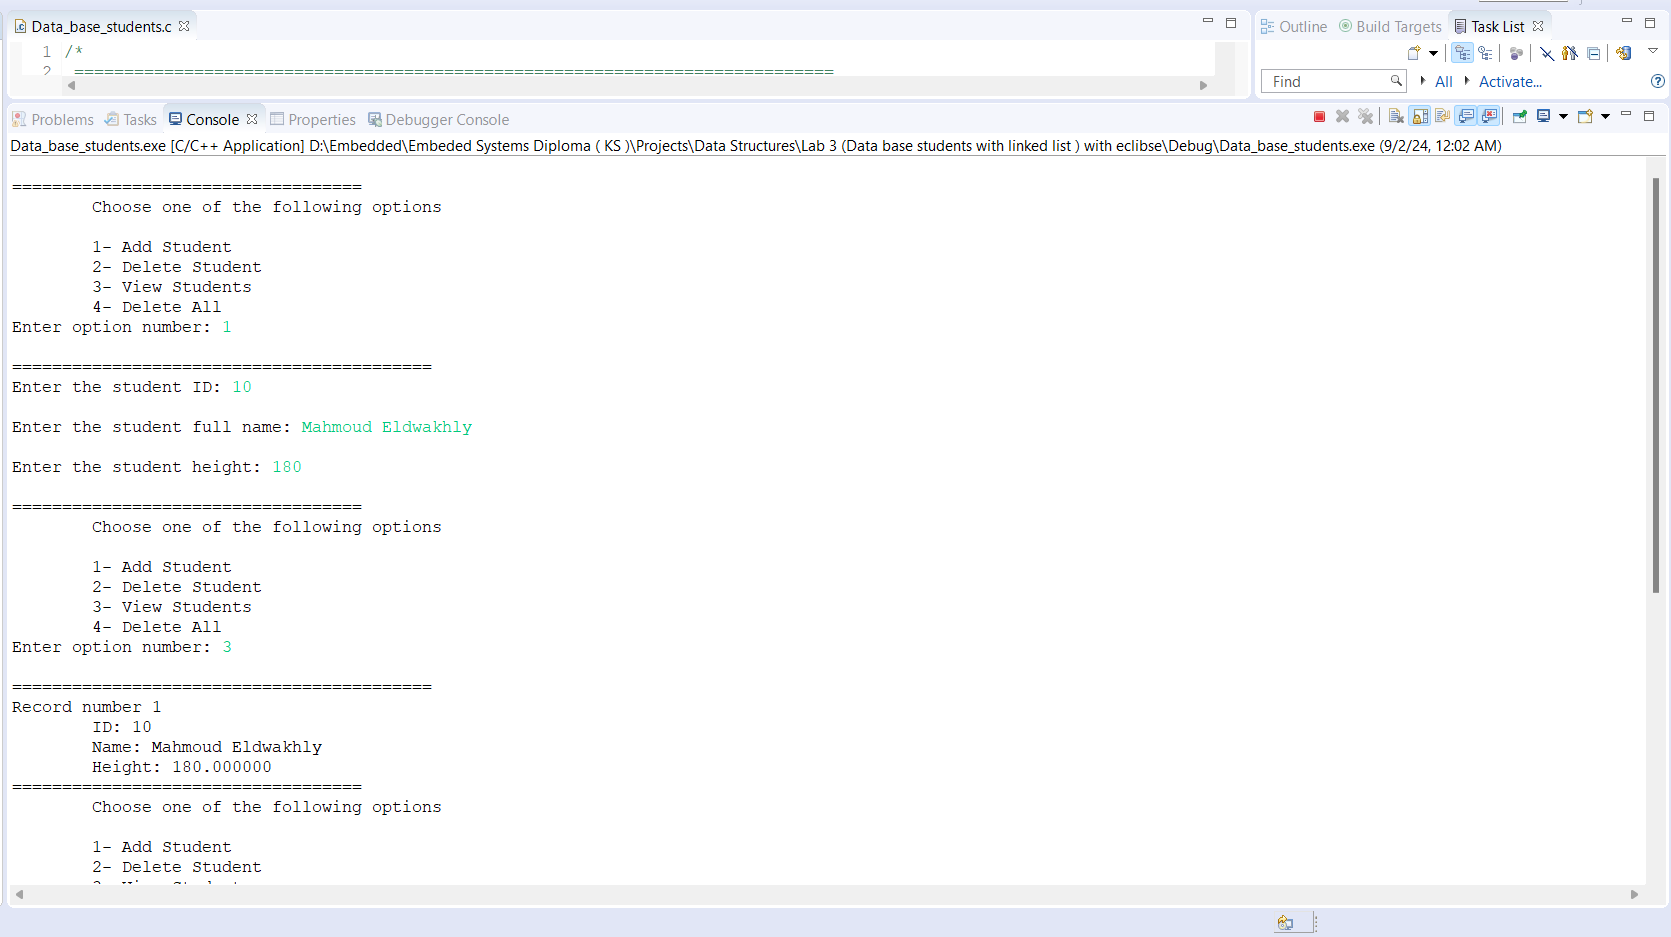 Data_base_students.c
1 /*
2 ============================================================================
Outline Build Targets Task List
Find All Activate...
Problems Tasks Console Properties Debugger Console
Data_base_students.exe [C/C++ Application] D:\Embedded\Embeded Systems Diploma ( KS )\Projects\Data Structures\Lab 3 (Data base students with linked list ) with eclibse\Debug\Data_base_students.exe (9/2/24, 12:02 AM)
===================================
Choose one of the following options
1- Add Student
2- Delete Student
3- View Students
4- Delete All
Enter option number: 1
==========================================
Enter the student ID: 10
Enter the student full name: Mahmoud Eldwakhly
Enter the student height: 180
===================================
Choose one of the following options
1- Add Student
2- Delete Student
3- View Students
4- Delete All
Enter option number: 3
==========================================
Record number 1
ID: 10
Name: Mahmoud Eldwakhly
Height: 180.000000
===================================
Choose one of the following options
1- Add Student
2- Delete Student